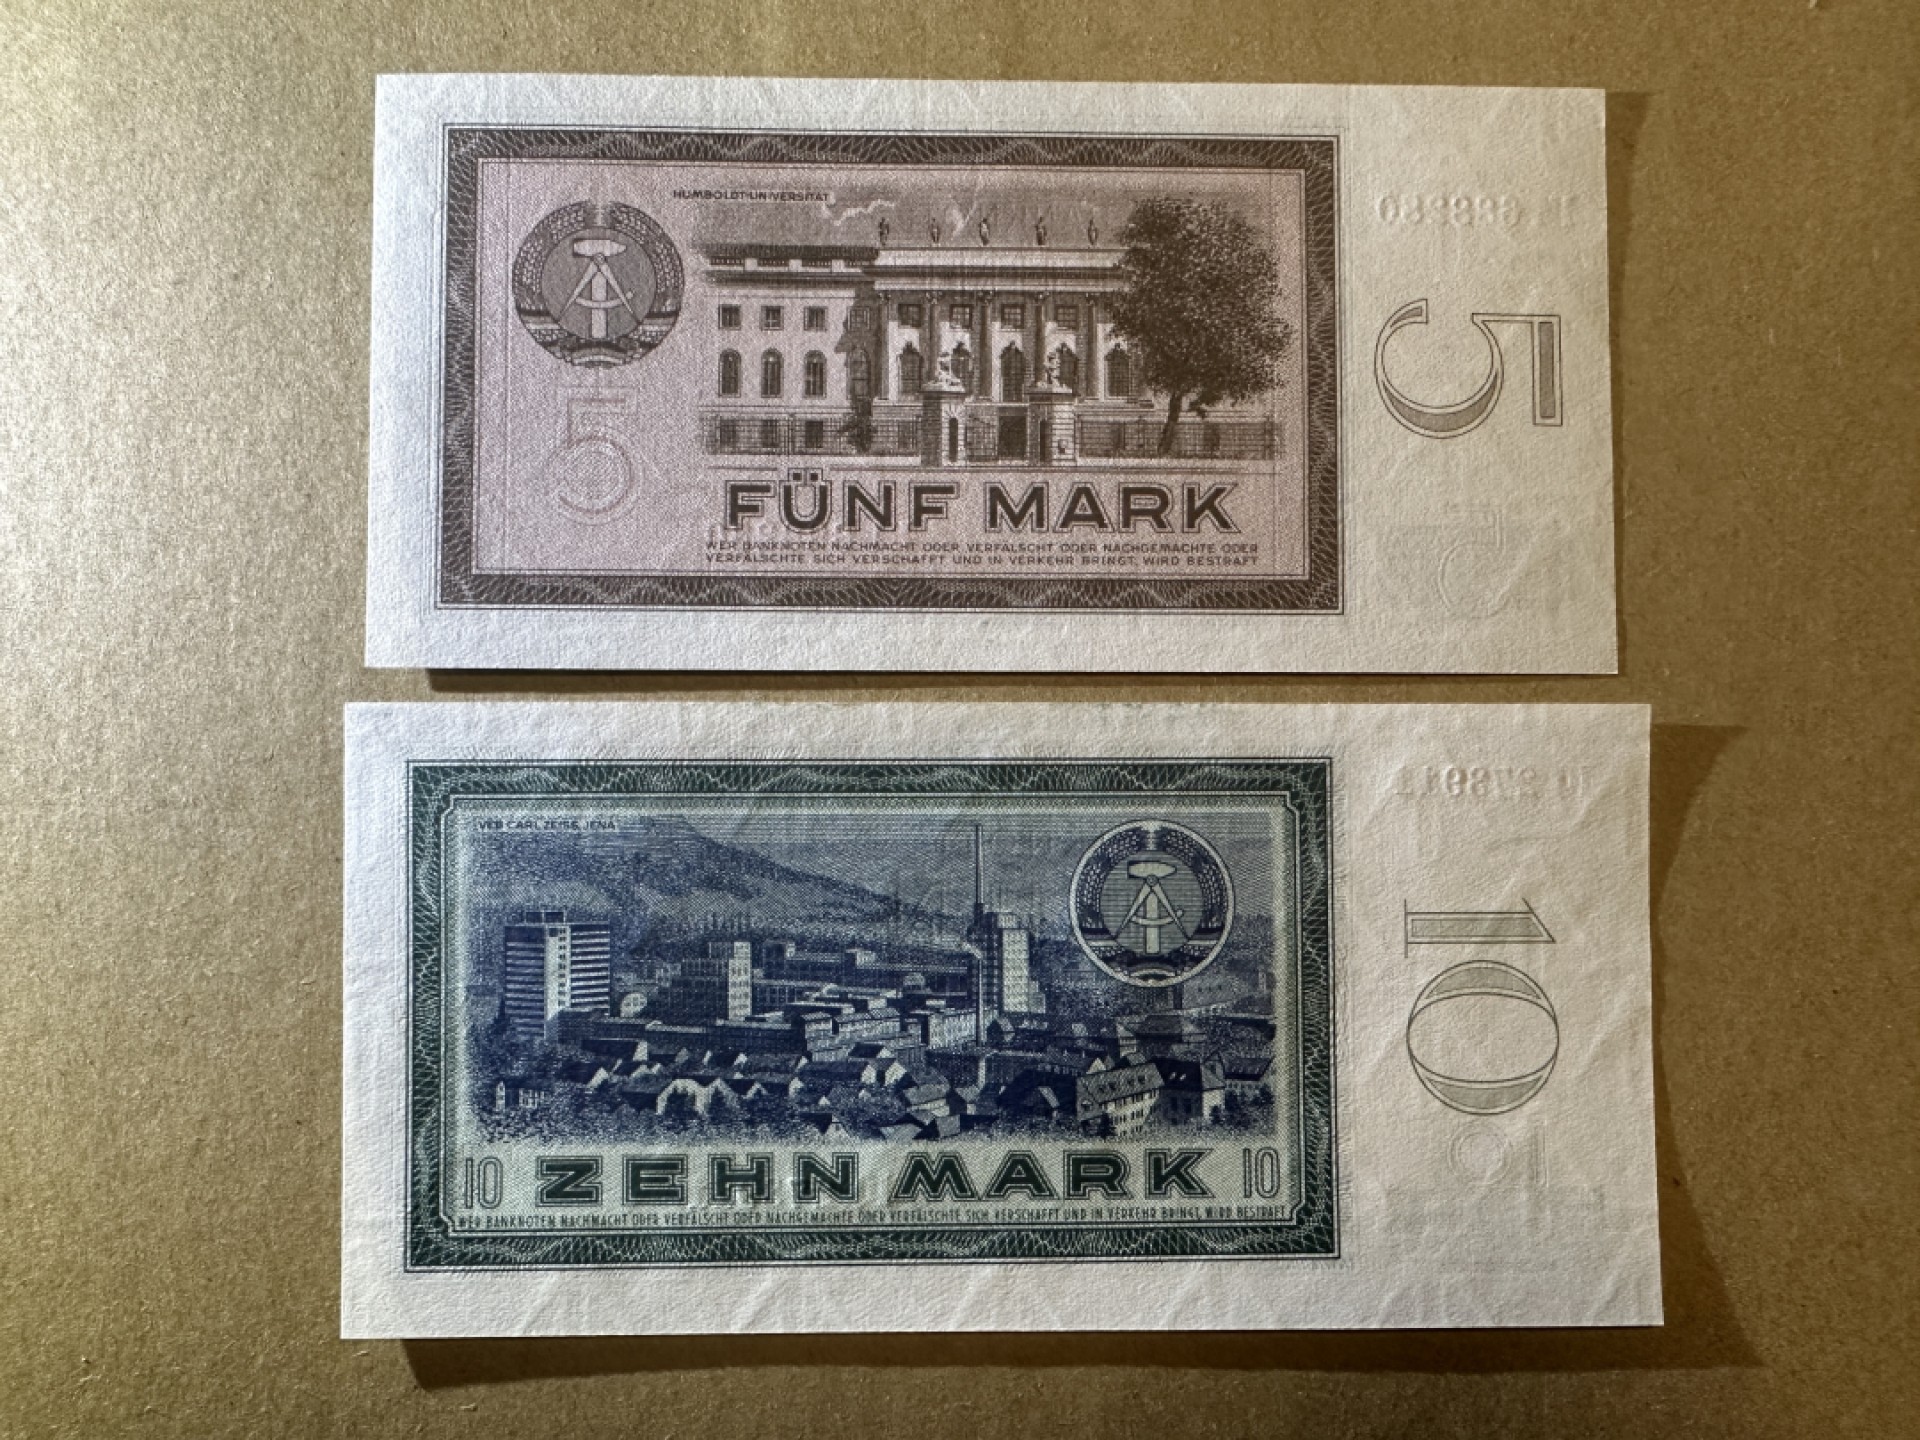 HUMBOLDT-UNIVERSITÄT
5
5
FÜNF MARK
WER BANKNOTEN NACHMACHT ODER VERFÄLSCHT ODER NACHGEMACHTE ODER
VERFÄLSCHTE SICH VERSCHAFFT UND IN VERKEHR BRINGT, WIRD BESTRAFT
VEB CARL ZEISS JENA
10
10 ZEHN MARK 10
WER BANKNOTEN NACHMACHT ODER VERFÄLSCHT ODER NACHGEMACHTE ODER VERFÄLSCHTE SICH VERSCHAFFT UND IN VERKEHR BRINGT, WIRD BESTRAFT